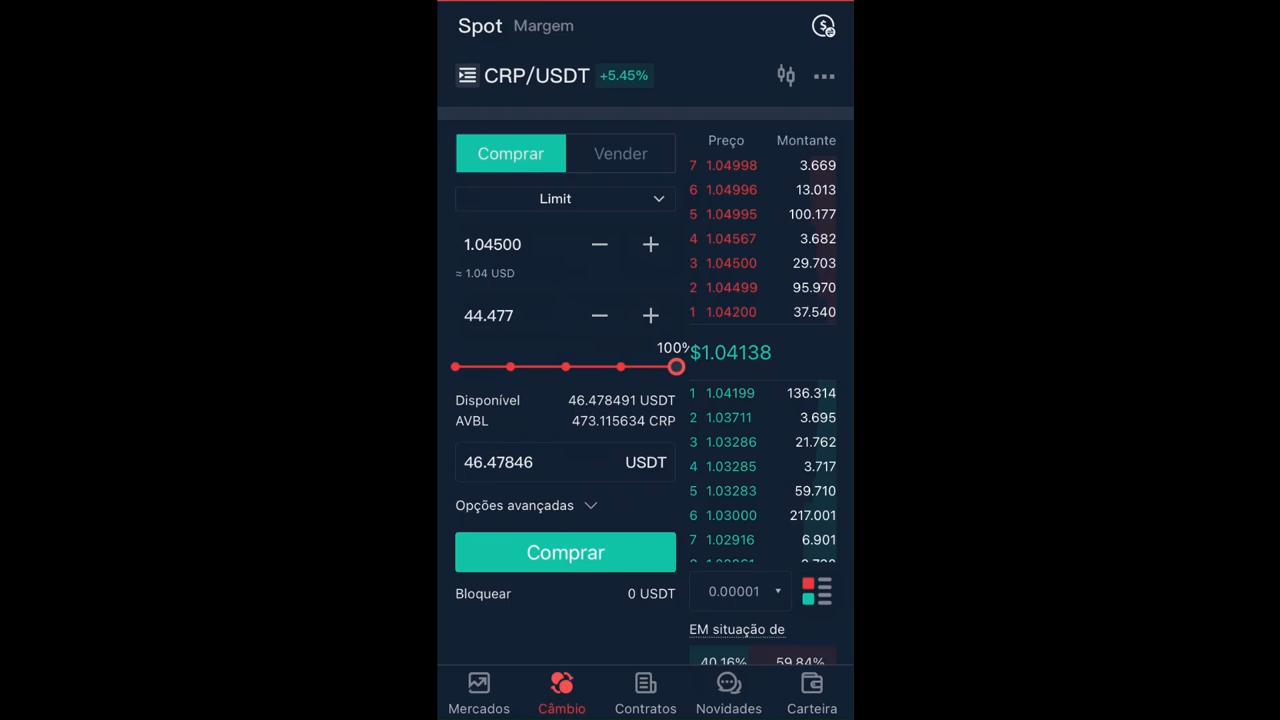 Spot Margem
CRP/USDT +5.45%
Comprar Vender
Limit
1.04500
≈ 1.04 USD
44.477
100%
Disponível 46.478491 USDT
AVBL 473.115634 CRP
46.47846 USDT
Opções avançadas
Comprar
Bloquear 0 USDT
Preço Montante
7 1.04998 3.669
6 1.04996 13.013
5 1.04995 100.177
4 1.04567 3.682
3 1.04500 29.703
2 1.04499 95.970
1 1.04200 37.540
$1.04138
1 1.04199 136.314
2 1.03711 3.695
3 1.03286 21.762
4 1.03285 3.717
5 1.03283 59.710
6 1.03000 217.001
7 1.02916 6.901
0.00001
EM situação de
40.16% 59.84%
Mercados Câmbio Contratos Novidades Carteira